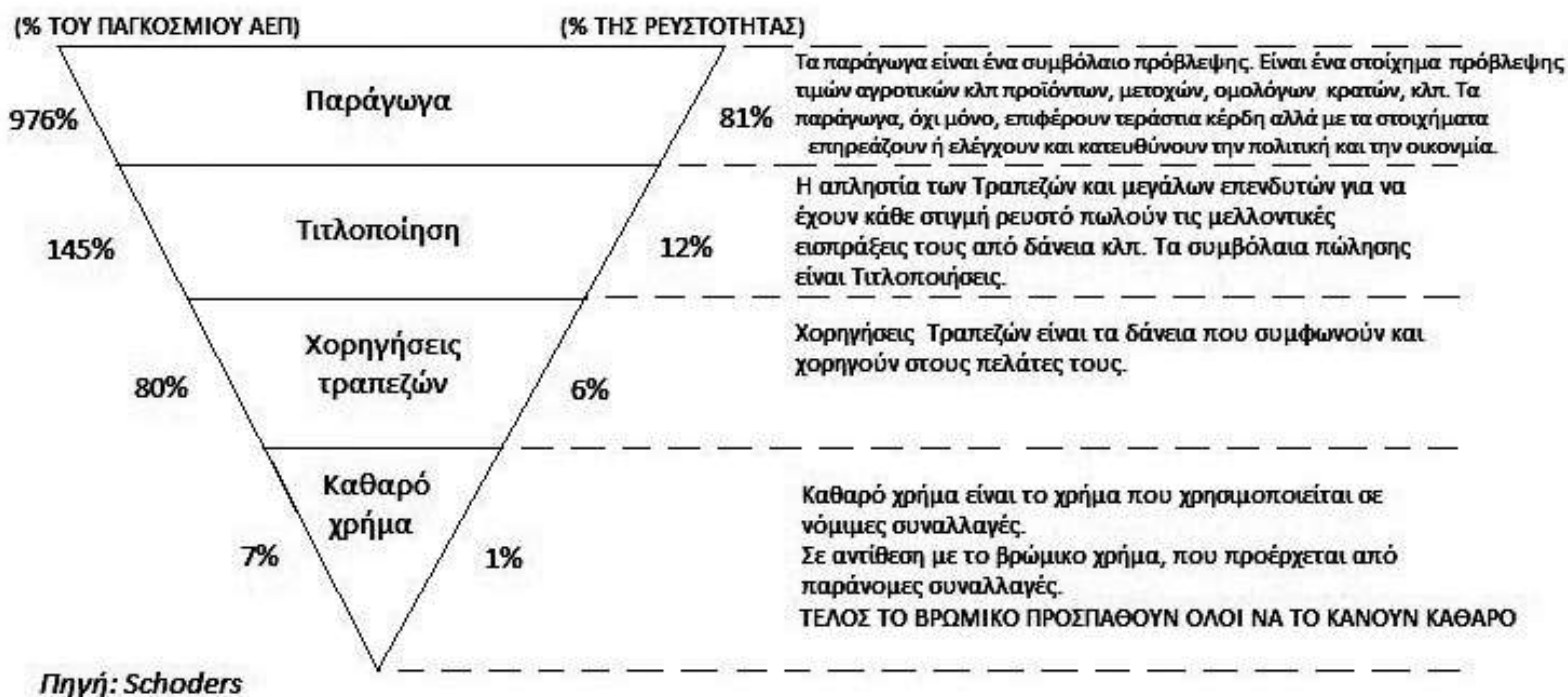 (% ΤΟΥ ΠΑΓΚΟΣΜΙΟΥ ΑΕΠ)
(% ΤΗΣ ΡΕΥΣΤΟΤΗΤΑΣ)
976%
Παράγωγα
81%
Τα παράγωγα είναι ένα συμβόλαιο πρόβλεψης. Είναι ένα στοίχημα πρόβλεψης
τιμών αγροτικών κλπ προϊόντων, μετοχών, ομολόγων κρατών, κλπ. Τα
παράγωγα, όχι μόνο, επιφέρουν τεράστια κέρδη αλλά με τα στοιχήματα
επηρεάζουν ή ελέγχουν και κατευθύνουν την πολιτική και την οικονμία.
145%
Τιτλοποίηση
12%
Η απληστία των Τραπεζών και μεγάλων επενδυτών για να
έχουν κάθε στιγμή ρευστό πωλούν τις μελλοντικές
εισπράξεις τους από δάνεια κλπ. Τα συμβόλαια πώλησης
είναι Τιτλοποιήσεις.
80%
Χορηγήσεις
τραπεζών
6%
Χορηγήσεις Τραπεζών είναι τα δάνεια που συμφωνούν και
χορηγούν στους πελάτες τους.
7%
Καθαρό
χρήμα
1%
Καθαρό χρήμα είναι το χρήμα που χρησιμοποιείται σε
νόμιμες συναλλαγές.
Σε αντίθεση με το βρώμικο χρήμα, που προέρχεται από
παράνομες συναλλαγές.
ΤΕΛΟΣ ΤΟ ΒΡΩΜΙΚΟ ΠΡΟΣΠΑΘΟΥΝ ΟΛΟΙ ΝΑ ΤΟ ΚΑΝΟΥΝ ΚΑΘΑΡΟ
Πηγή: Schoders